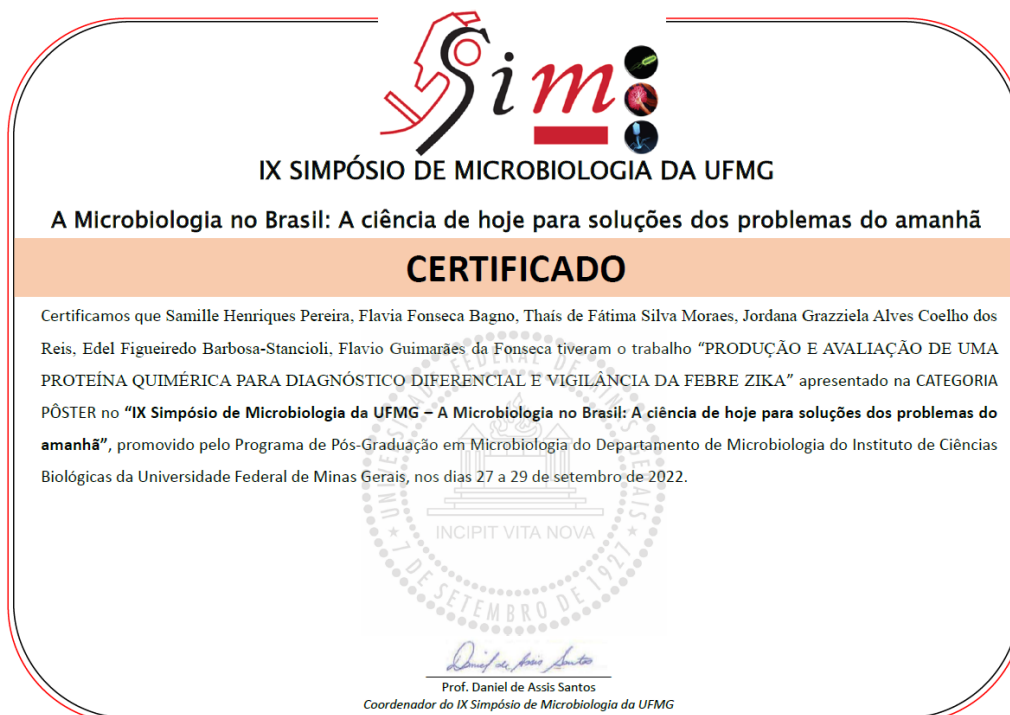 Sim
IX SIMPÓSIO DE MICROBIOLOGIA DA UFMG
A Microbiologia no Brasil: A ciência de hoje para soluções dos problemas do amanhã
CERTIFICADO
Certificamos que Samille Henriques Pereira, Flavia Fonseca Bagno, Thaís de Fátima Silva Moraes, Jordana Grazziela Alves Coelho dos
Reis, Edel Figueiredo Barbosa-Stancioli, Flavio Guimarães da Fonseca tiveram o trabalho “PRODUÇÃO E AVALIAÇÃO DE UMA
PROTEÍNA QUIMÉRICA PARA DIAGNÓSTICO DIFERENCIAL E VIGILÂNCIA DA FEBRE ZIKA” apresentado na CATEGORIA
PÔSTER no “IX Simpósio de Microbiologia da UFMG – A Microbiologia no Brasil: A ciência de hoje para soluções dos problemas do
amanhã”, promovido pelo Programa de Pós-Graduação em Microbiologia do Departamento de Microbiologia do Instituto de Ciências
Biológicas da Universidade Federal de Minas Gerais, nos dias 27 a 29 de setembro de 2022.
UNIVERSIDADE FEDERAL DE MINAS GERAIS
INCIPIT VITA NOVA
7 DE SETEMBRO DE 1927
Daniel de Assis Santos
Prof. Daniel de Assis Santos
Coordenador do IX Simpósio de Microbiologia da UFMG